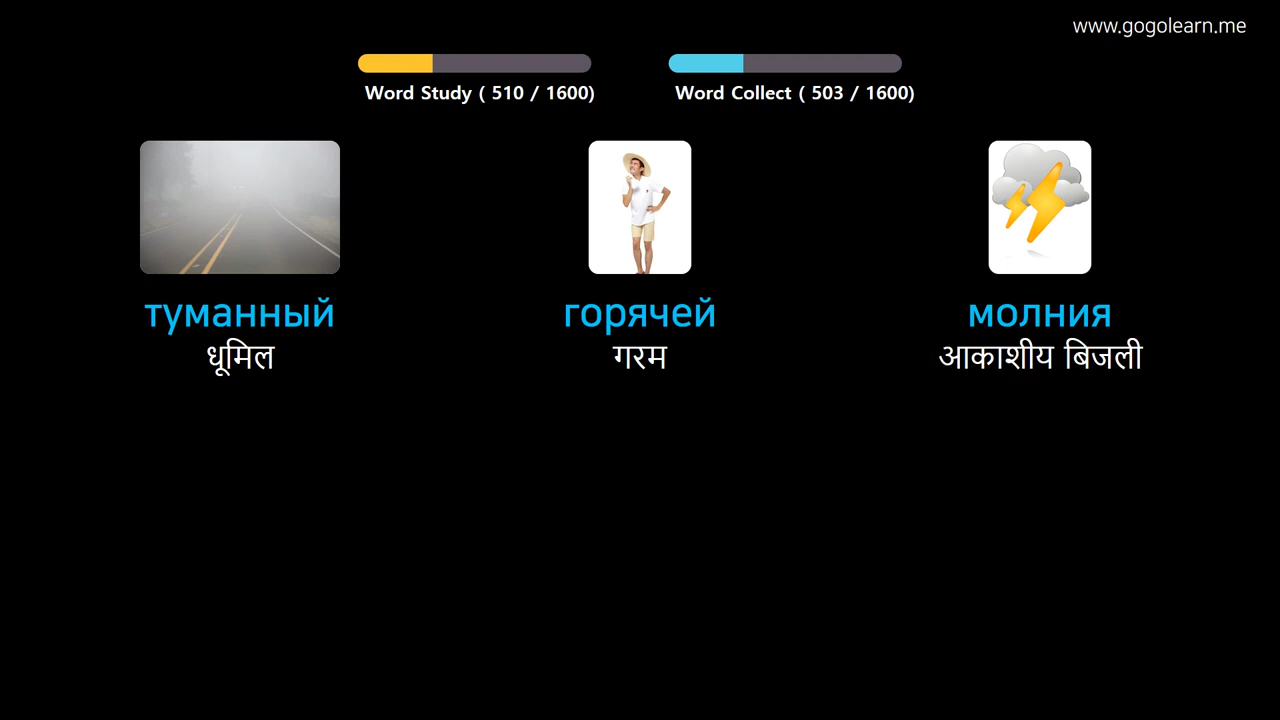 www.gogolearn.me
Word Study ( 510 / 1600)
Word Collect ( 503 / 1600)
туманный
горячей
молния
धूमिल
गरम
आकाशीय बिजली